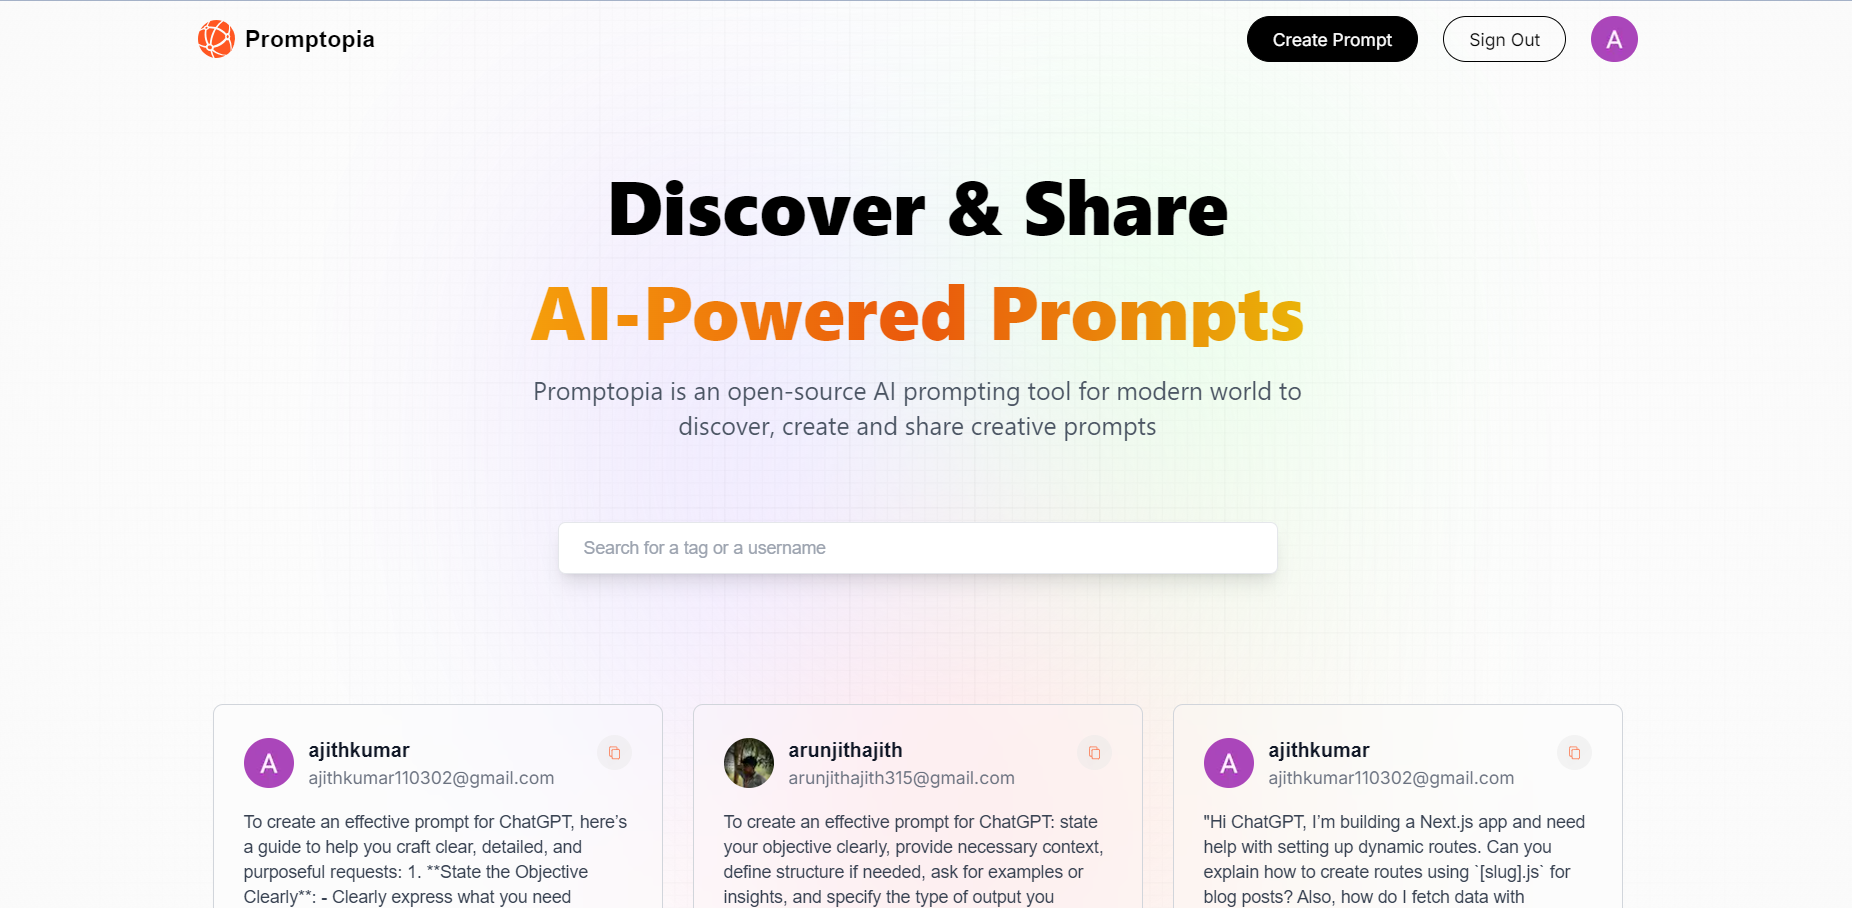 Promptopia
Create Prompt
Sign Out
A
Discover & Share
AI-Powered Prompts
Promptopia is an open-source AI prompting tool for modern world to
discover, create and share creative prompts
Search for a tag or a username
A
ajithkumar
ajithkumar110302@gmail.com
To create an effective prompt for ChatGPT, here’s
a guide to help you craft clear, detailed, and
purposeful requests: 1. **State the Objective
Clearly**: - Clearly express what you need
arunjithajith
arunjithajith315@gmail.com
To create an effective prompt for ChatGPT: state
your objective clearly, provide necessary context,
define structure if needed, ask for examples or
insights, and specify the type of output you
A
ajithkumar
ajithkumar110302@gmail.com
"Hi ChatGPT, I’m building a Next.js app and need
help with setting up dynamic routes. Can you
explain how to create routes using `[slug].js` for
blog posts? Also, how do I fetch data with